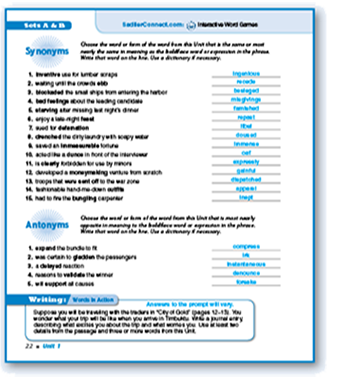 Sets A & B
SadlierConnect.com: Interactive Word Games
Synonyms
Choose the word or form of the word from this Unit that is the same or most
nearly the same in meaning as the boldface word or expression in the phrase.
Write that word on the line. Use a dictionary if necessary.
1. inventive use for lumber scraps ingenious
2. waiting until the crowds ebb recede
3. blockaded the small ships from entering the harbor besieged
4. bad feelings about the leading candidate misgivings
5. starving after missing last night's dinner famished
6. enjoy a late-night feast repast
7. sued for defamation libel
8. drenched the dirty laundry with soapy water doused
9. saved an immeasurable fortune immense
10. acted like a dunce in front of the interviewer oaf
11. is clearly forbidden for use by minors expressly
12. developed a moneymaking venture from scratch gainful
13. troops that were sent off to the war zone dispatched
14. fashionable hand-me-down outfits apparel
15. had to fire the bungling carpenter inept
Antonyms
Choose the word or form of the word from this Unit that is most nearly
opposite in meaning to the boldface word or expression in the phrase.
Write that word on the line. Use a dictionary if necessary.
1. expand the bundle to fit compress
2. was certain to gladden the passengers irk
3. a delayed reaction instantaneous
4. reasons to validate the winner denounce
5. will support all causes forsake
Writing: Words in Action
Answers to the prompt will vary.
Suppose you will be traveling with the traders in "City of Gold" (pages 12–13). You
wonder what your trip will be like when you arrive in Timbuktu. Write a journal entry
describing what excites you about the trip and what worries you. Use at least two
details from the passage and three or more words from this Unit.
22 ■ Unit 1